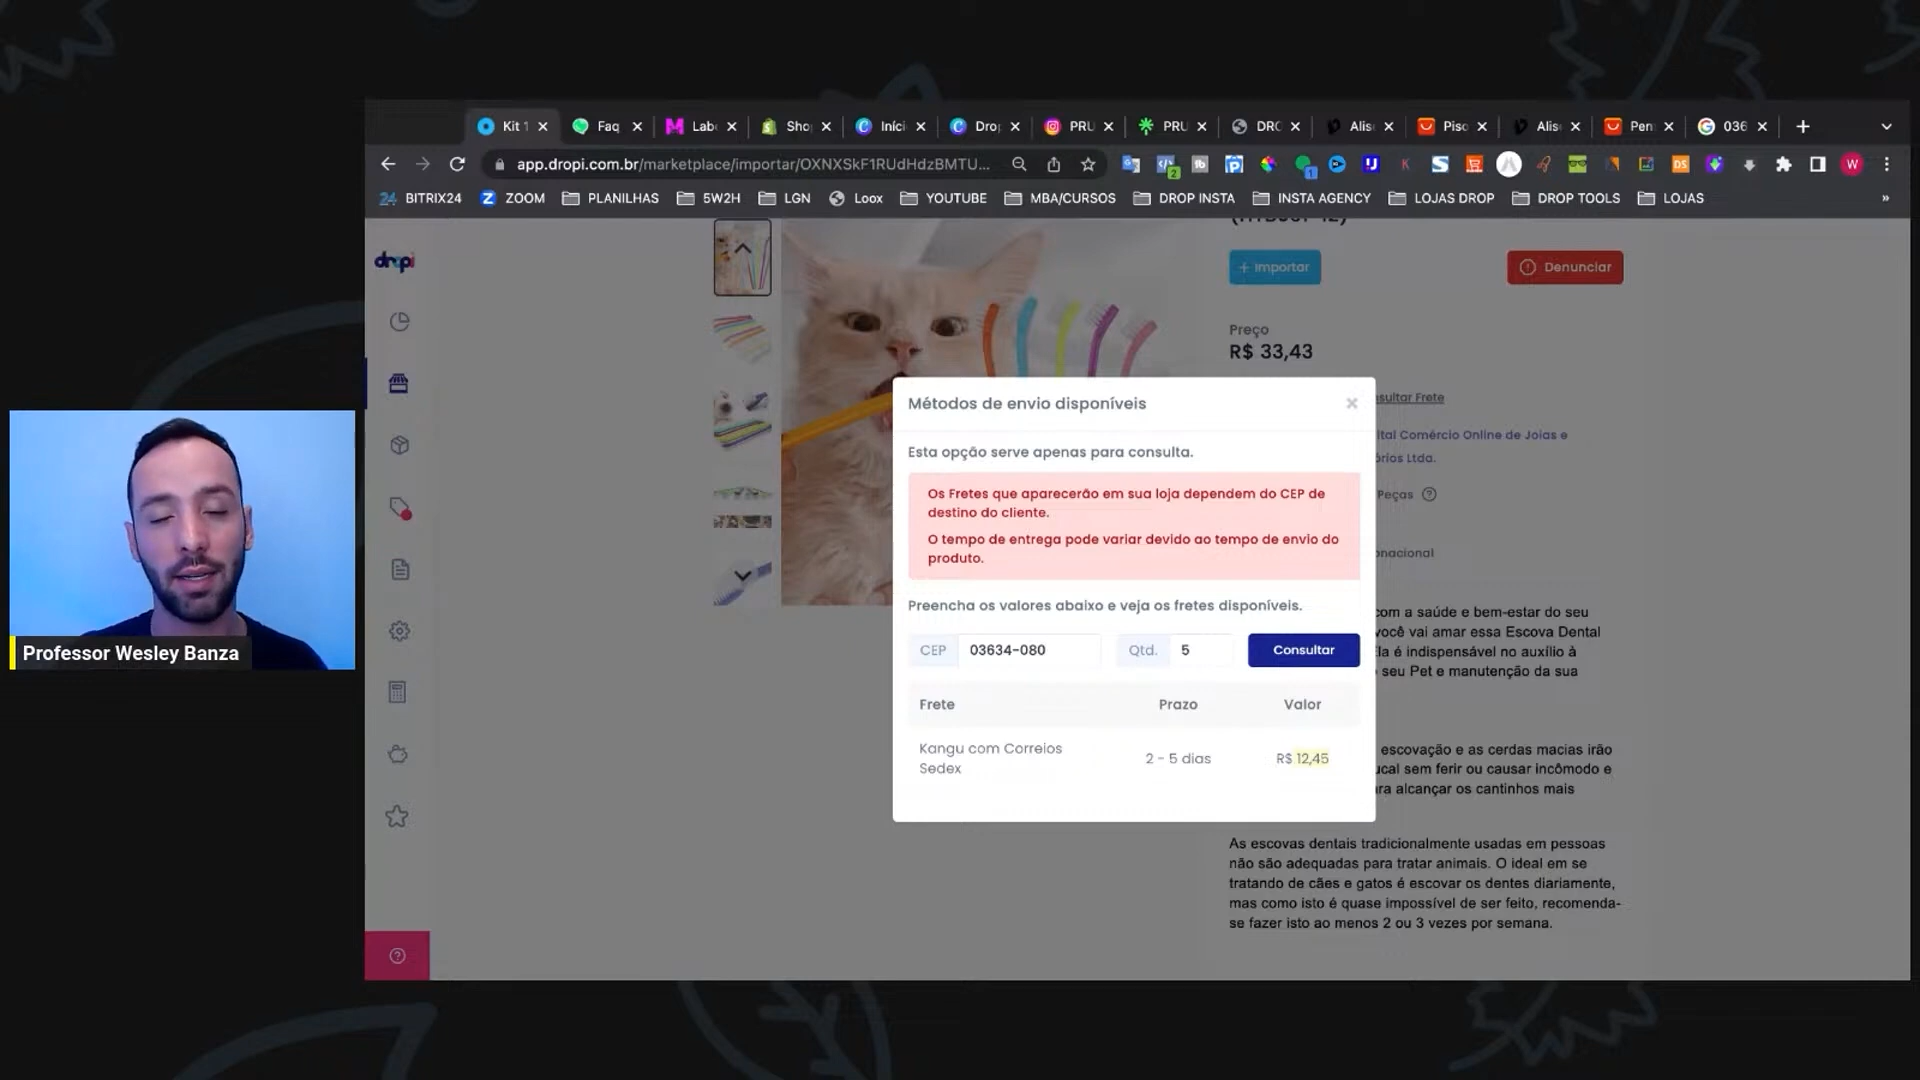 Kit 1
Faq
Lab
Sho
Iníci
Dro
PRU
PRU
DRO
Alis
Piso
Alis
Pern
036
app.dropi.com.br/marketplace/importar/OXNXSkF1RUdHdzBMTU...
BITRIX24
ZOOM
PLANILHAS
5W2H
LGN
Loox
YOUTUBE
MBA/CURSOS
DROP INSTA
INSTA AGENCY
LOJAS DROP
DROP TOOLS
LOJAS
»
dropi
+ Importar
Denunciar
Preço
R$ 33,43
sultar Frete
ital Comércio Online de Joias e
órios Ltda.
Peças
Métodos de envio disponíveis
Esta opção serve apenas para consulta.
Os Fretes que aparecerão em sua loja dependem do CEP de
destino do cliente.
O tempo de entrega pode variar devido ao tempo de envio do
produto.
Preencha os valores abaixo e veja os fretes disponíveis.
CEP 03634-080 Qtd. 5 Consultar
Frete Prazo Valor
Kangu com Correios
Sedex
2 - 5 dias
R$ 12,45
com a saúde e bem-estar do seu
você vai amar essa Escova Dental
Ela é indispensável no auxílio à
seu Pet e manutenção da sua
escovação e as cerdas macias irão
ucal sem ferir ou causar incômodo e
ra alcançar os cantinhos mais
As escovas dentais tradicionalmente usadas em pessoas
não são adequadas para tratar animais. O ideal em se
tratando de cães e gatos é escovar os dentes diariamente,
mas como isto é quase impossível de ser feito, recomenda-
se fazer isto ao menos 2 ou 3 vezes por semana.
Professor Wesley Banza